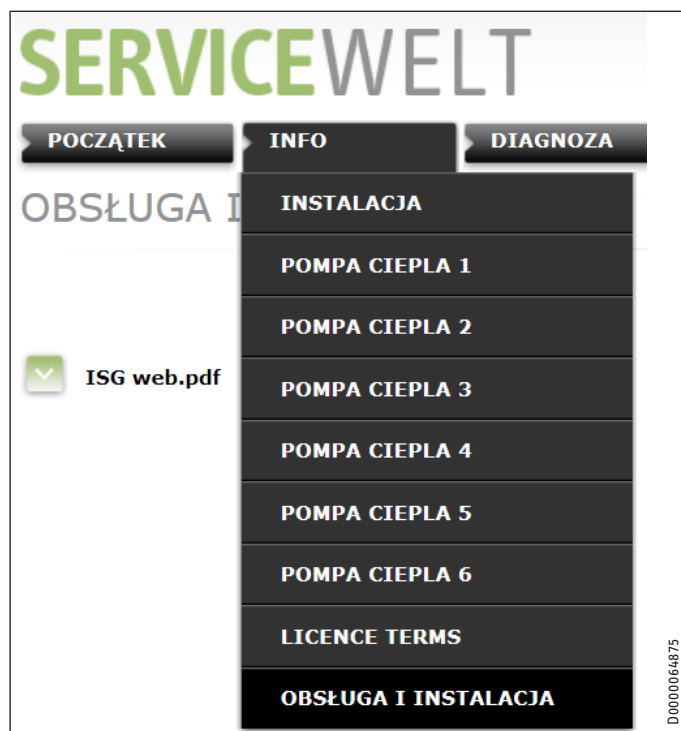 SERVICEWELT
POCZĄTEK INFO DIAGNOZA
OBSŁUGA I
INSTALACJA
POMPA CIEPLA 1
POMPA CIEPLA 2
ISG web.pdf
POMPA CIEPLA 3
POMPA CIEPLA 4
POMPA CIEPLA 5
POMPA CIEPLA 6
LICENCE TERMS
OBSŁUGA I INSTALACJA
D0000064875